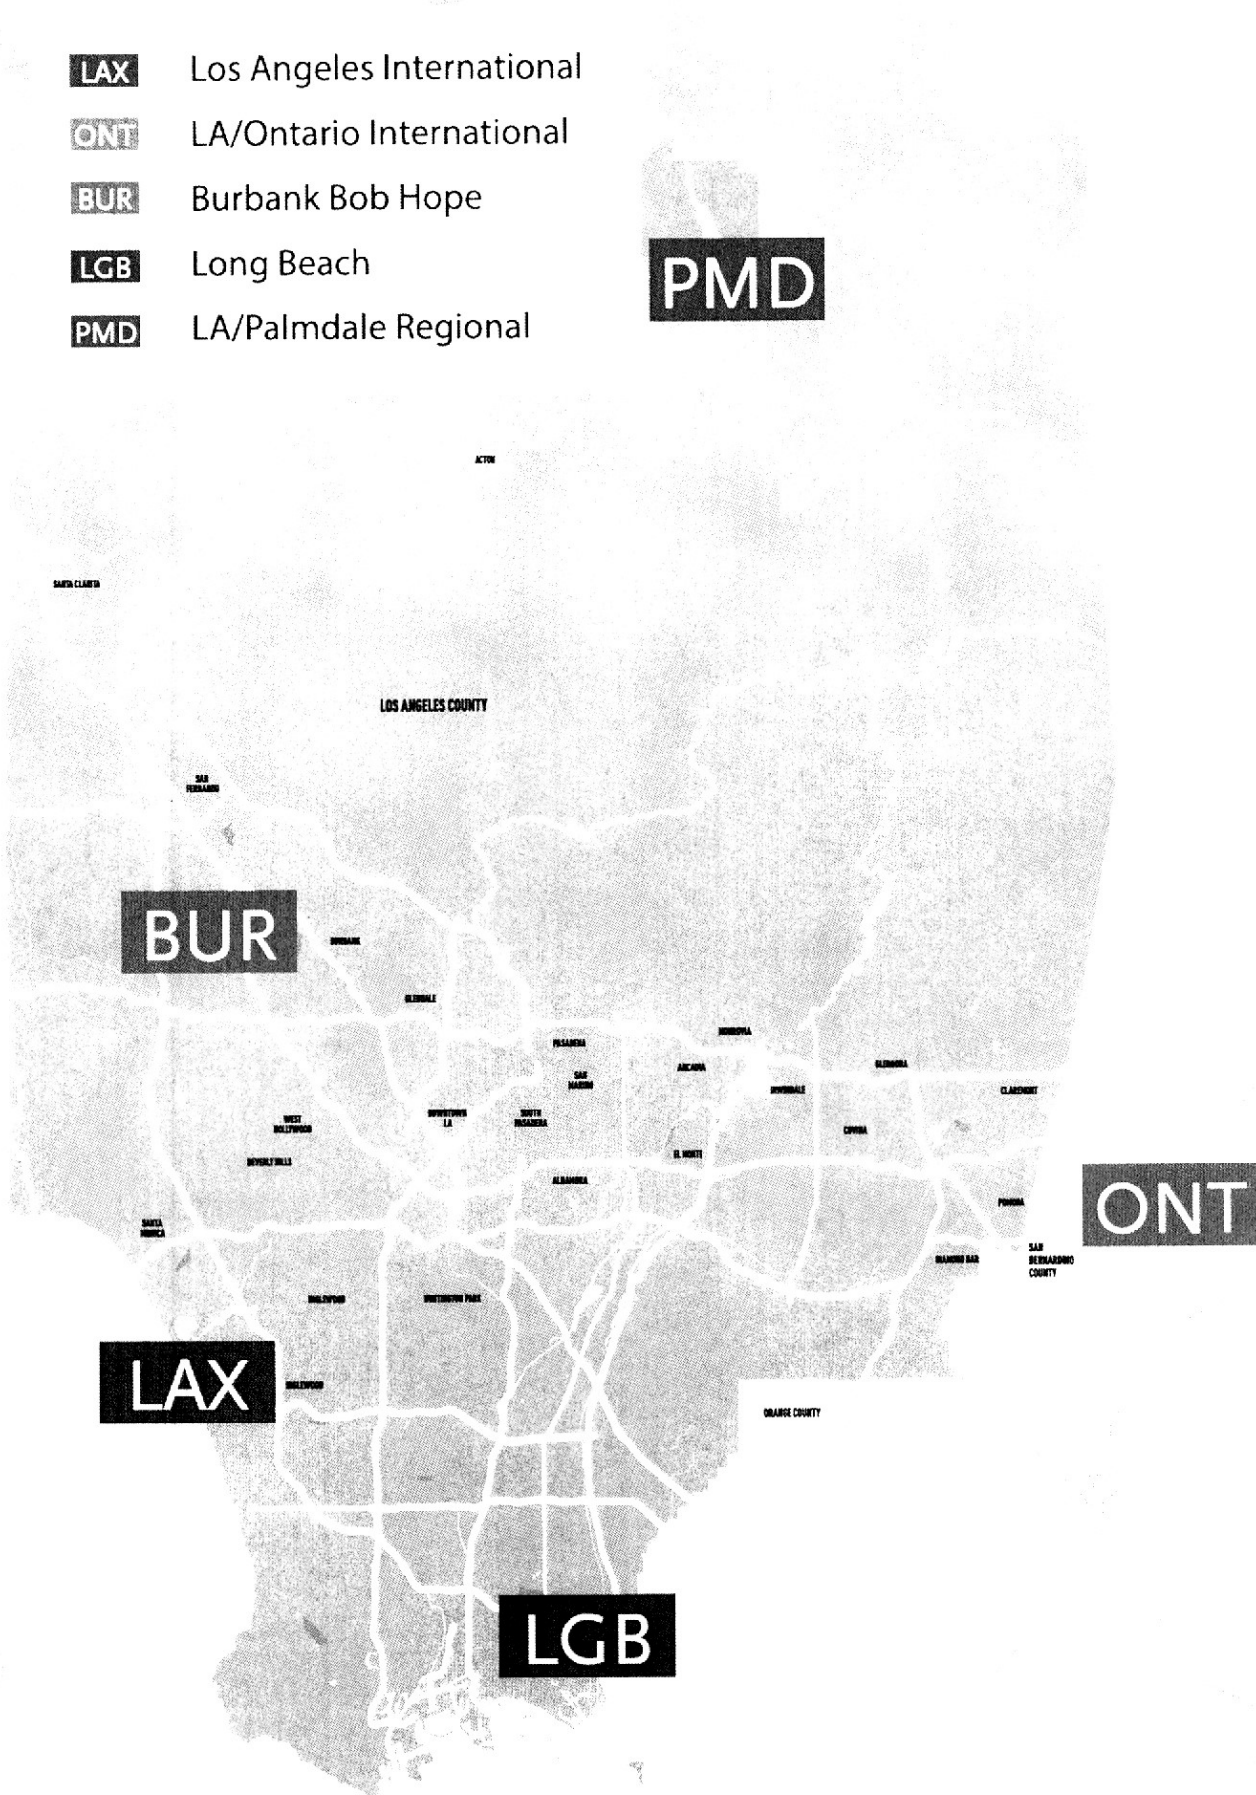 LAX Los Angeles International
ONT LA/Ontario International
BUR Burbank Bob Hope
LGB Long Beach
PMD LA/Palmdale Regional
PMD
ACTON
SANTA CLARITA
LOS ANGELES COUNTY
SAN
FERNANDO
BUR
BURBANK
GLENDALE
MONROVIA
PASADENA
ARCADIA
GLENDORA
SAN
MARINO
IRWINDALE
CLAREMONT
WEST
HOLLYWOOD
DOWNTOWN
LA
SOUTH
PASADENA
COVINA
EL MONTE
BEVERLY HILLS
ALHAMBRA
ONT
POMONA
SANTA
MONICA
DIAMOND BAR
SAN
BERNARDINO
COUNTY
INGLEWOOD
HUNTINGTON PARK
LAX
INGLEWOOD
ORANGE COUNTY
LGB